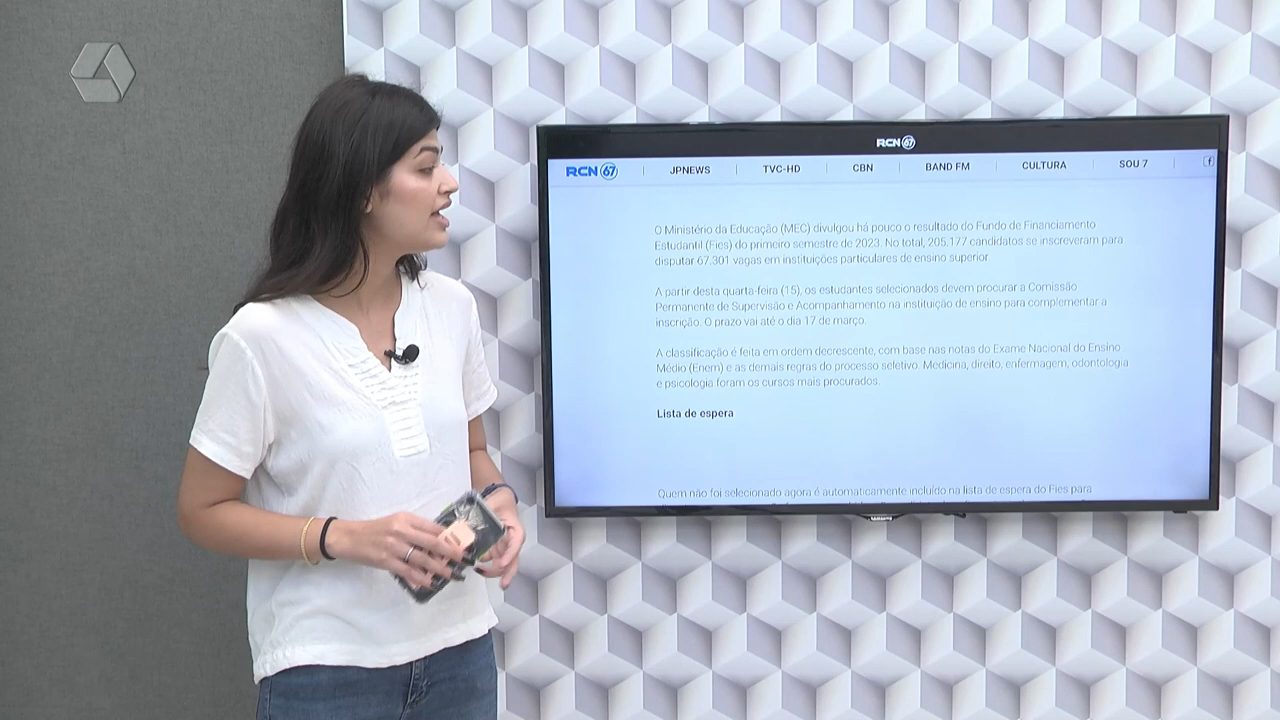 RCN 67
RCN 67 JPNEWS TVC-HD CBN BAND FM CULTURA SOU 7
O Ministério da Educação (MEC) divulgou há pouco o resultado do Fundo de Financiamento
Estudantil (Fies) do primeiro semestre de 2023. No total, 205.177 candidatos se inscreveram para
disputar 67.301 vagas em instituições particulares de ensino superior.
A partir desta quarta-feira (15), os estudantes selecionados devem procurar a Comissão
Permanente de Supervisão e Acompanhamento na instituição de ensino para complementar a
inscrição. O prazo vai até o dia 17 de março.
A classificação é feita em ordem decrescente, com base nas notas do Exame Nacional do Ensino
Médio (Enem) e as demais regras do processo seletivo. Medicina, direito, enfermagem, odontologia
e psicologia foram os cursos mais procurados.
Lista de espera
Quem não foi selecionado agora é automaticamente incluído na lista de espera do Fies para
SAMSUNG